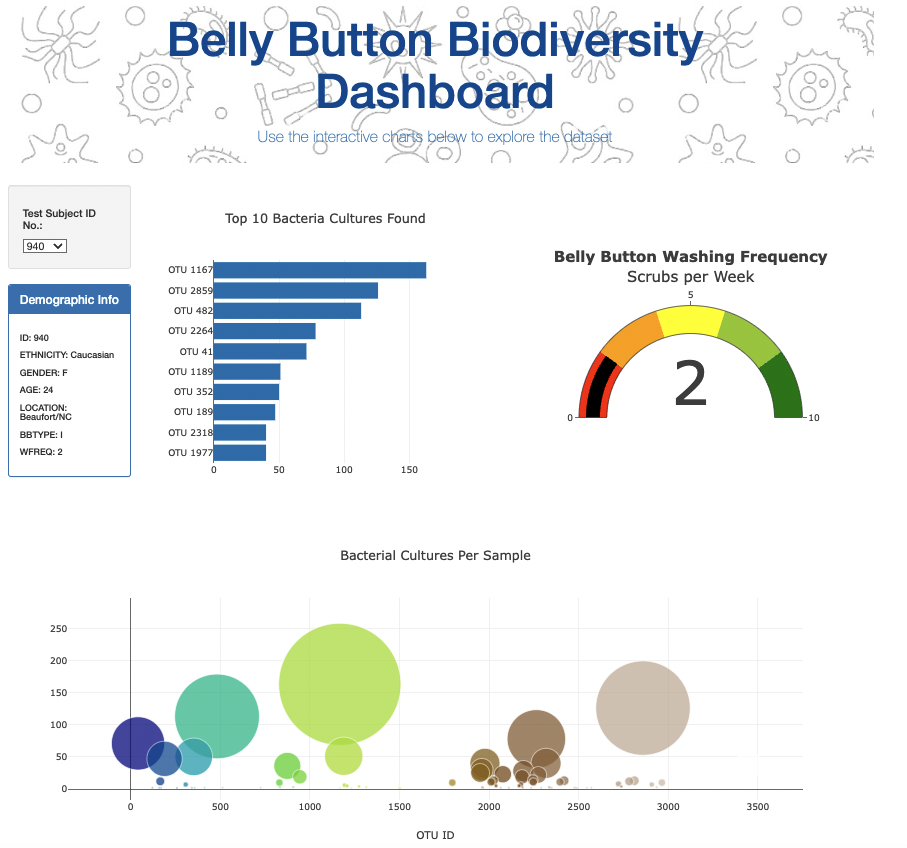 Belly Button Biodiversity
Dashboard
Use the interactive charts below to explore the dataset
Test Subject ID
No.:
940
Demographic Info
ID: 940
ETHNICITY: Caucasian
GENDER: F
AGE: 24
LOCATION:
Beaufort/NC
BBTYPE: I
WFREQ: 2
Top 10 Bacteria Cultures Found
OTU 1167
OTU 2859
OTU 482
OTU 2264
OTU 41
OTU 1189
OTU 352
OTU 189
OTU 2318
OTU 1977
0 50 100 150
Belly Button Washing Frequency
Scrubs per Week
5
2
0 10
Bacterial Cultures Per Sample
250
200
150
100
50
0
0 500 1000 1500 2000 2500 3000 3500
OTU ID